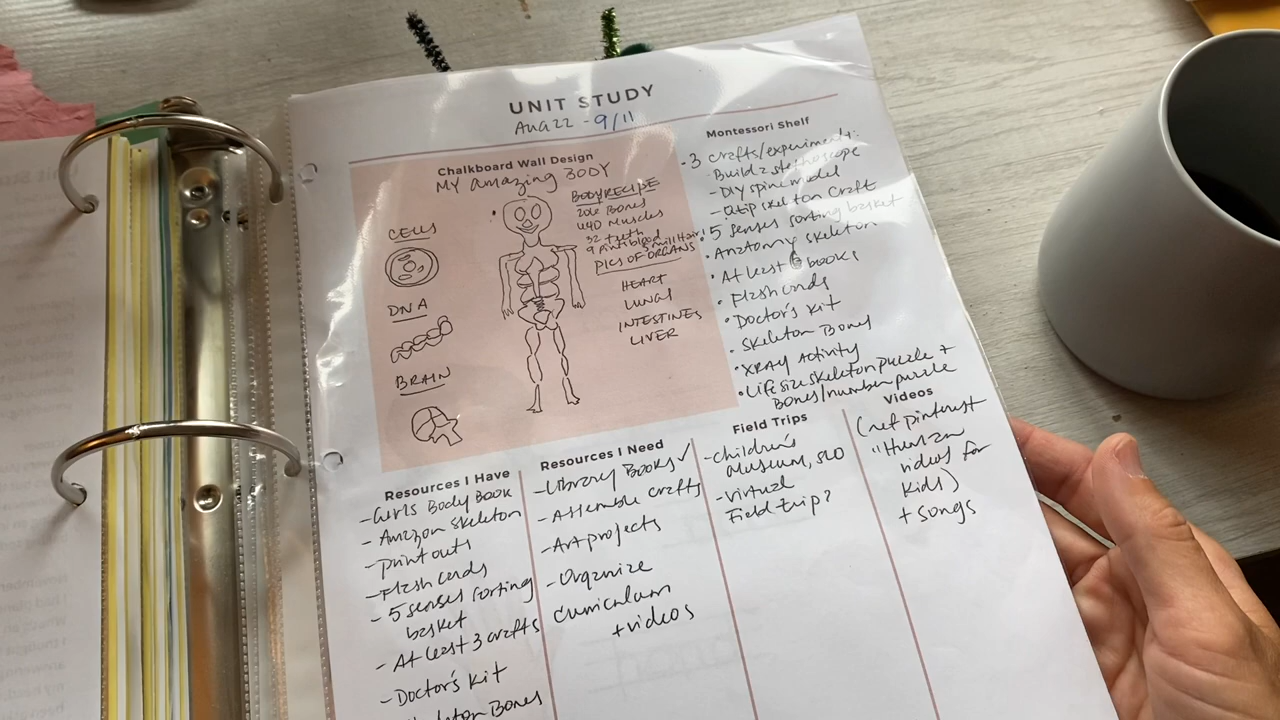 UNIT STUDY
AUG 22 - 9/11
Chalkboard Wall Design
MY amazing BODY
CELLS
DNA
BRAIN
BODY RECIPE
206 Bones
640 Muscles
32 teeth
5 mill Hair
PICS OF ORGANS
HEART
LUNGS
INTESTINES
LIVER
Montessori Shelf
- 3 crafts/experiments:
- Build a stethoscope
- DIY spine model
- qtip skeleton craft
• 5 senses sorting basket
• Anatomy skeleton
• At least 6 books
• Flash cards
• Doctor's kit
• Skeleton Bones
• XRAY Activity
• Life size skeleton puzzle +
Bones/number puzzle
Resources I Have
- Girls Body Book
- Amazon skeleton
- print outs
- Flash cards
- 5 senses sorting
basket
- At least 3 crafts
- Doctor's kit
- Skeleton Bones
Resources I Need
- Library Books ✓
- Assemble crafts
- Art projects
- Organize
curriculum
+ videos
Field Trips
- children's
museum, SLO
- virtual
Field trip?
Videos
(ref pinterest
"Human
videos for
kids)
+ songs